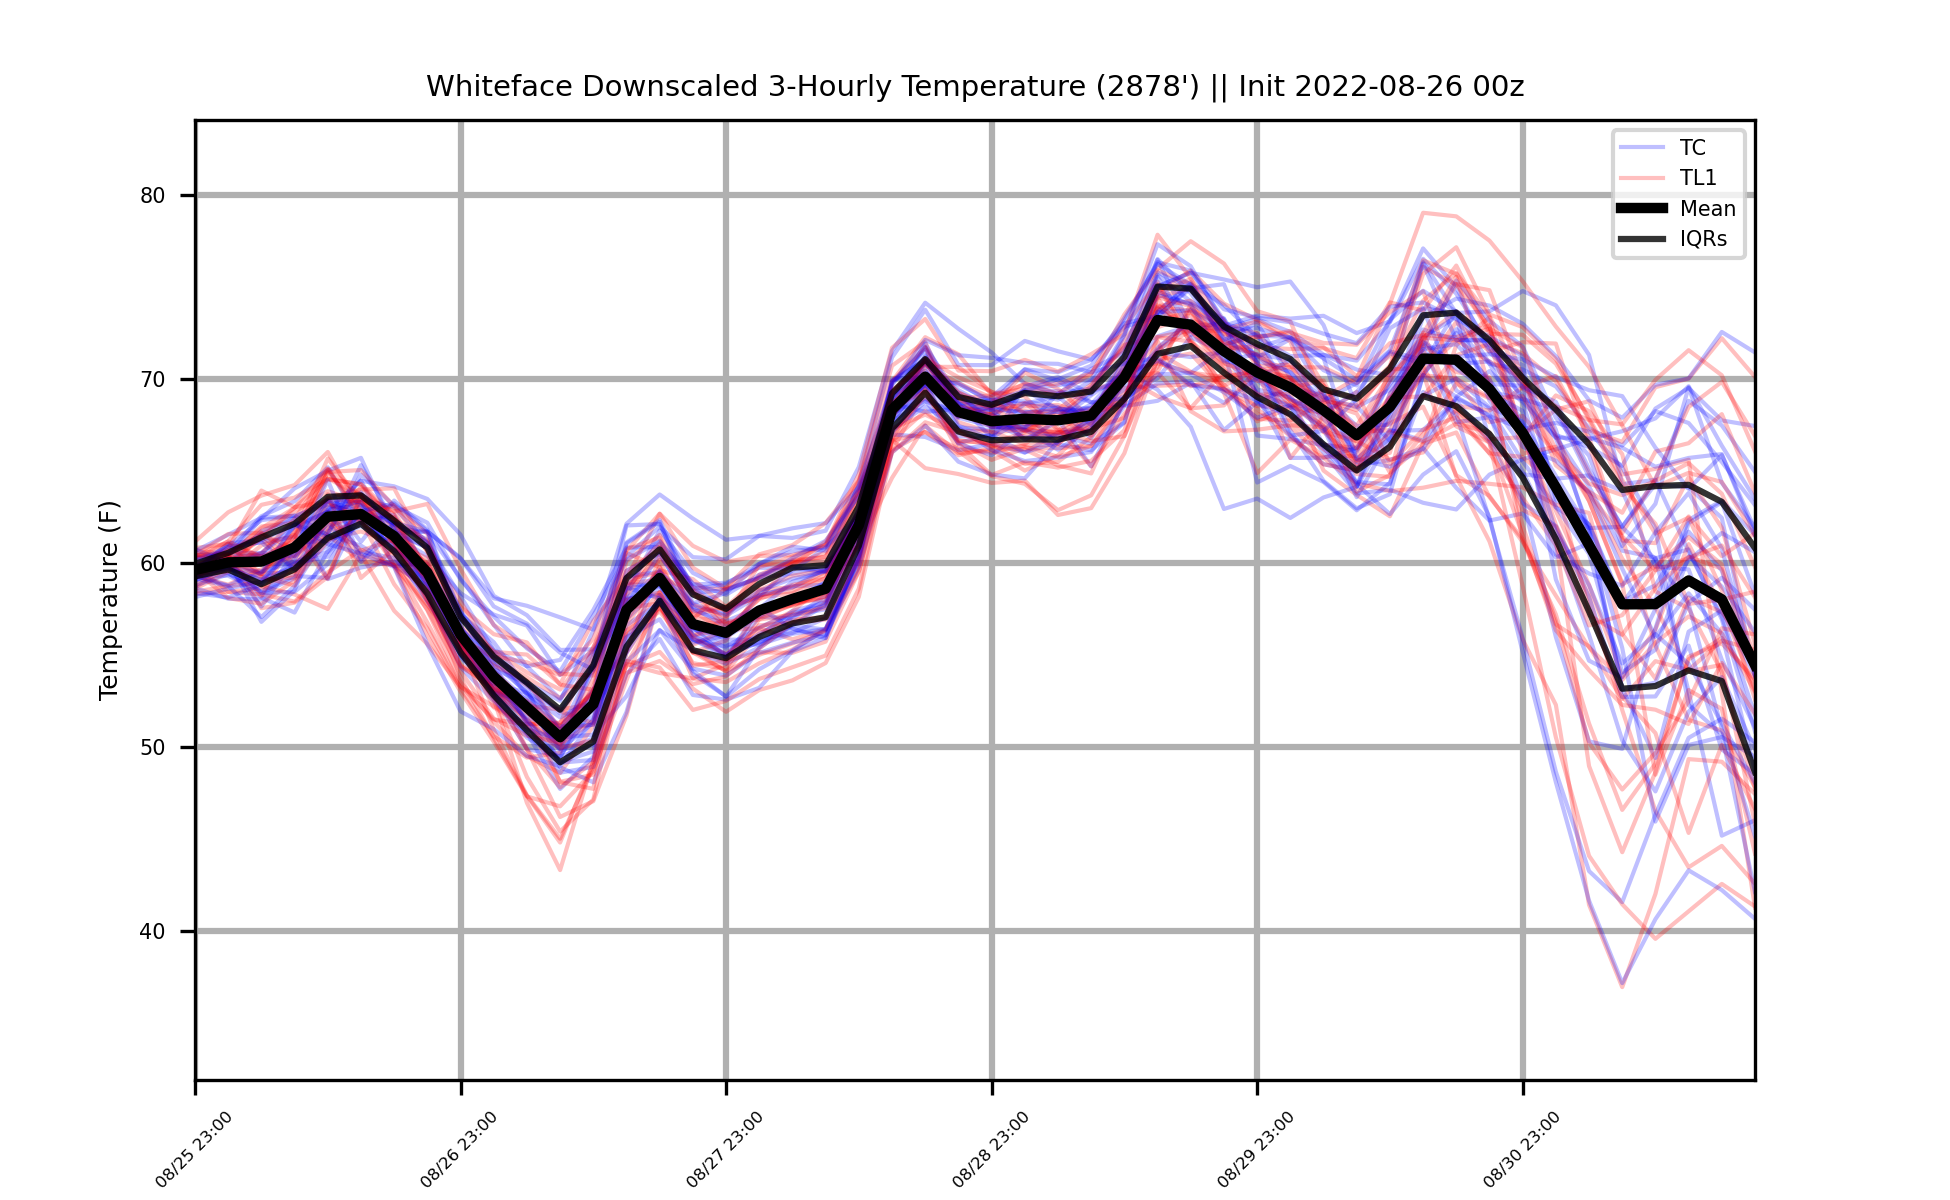 Whiteface Downscaled 3-Hourly Temperature (2878') || Init 2022-08-26 00z
TC
TL1
Mean
IQRs
Temperature (F)
80
70
60
50
40
08/25 23:00
08/26 23:00
08/27 23:00
08/28 23:00
08/29 23:00
08/30 23:00